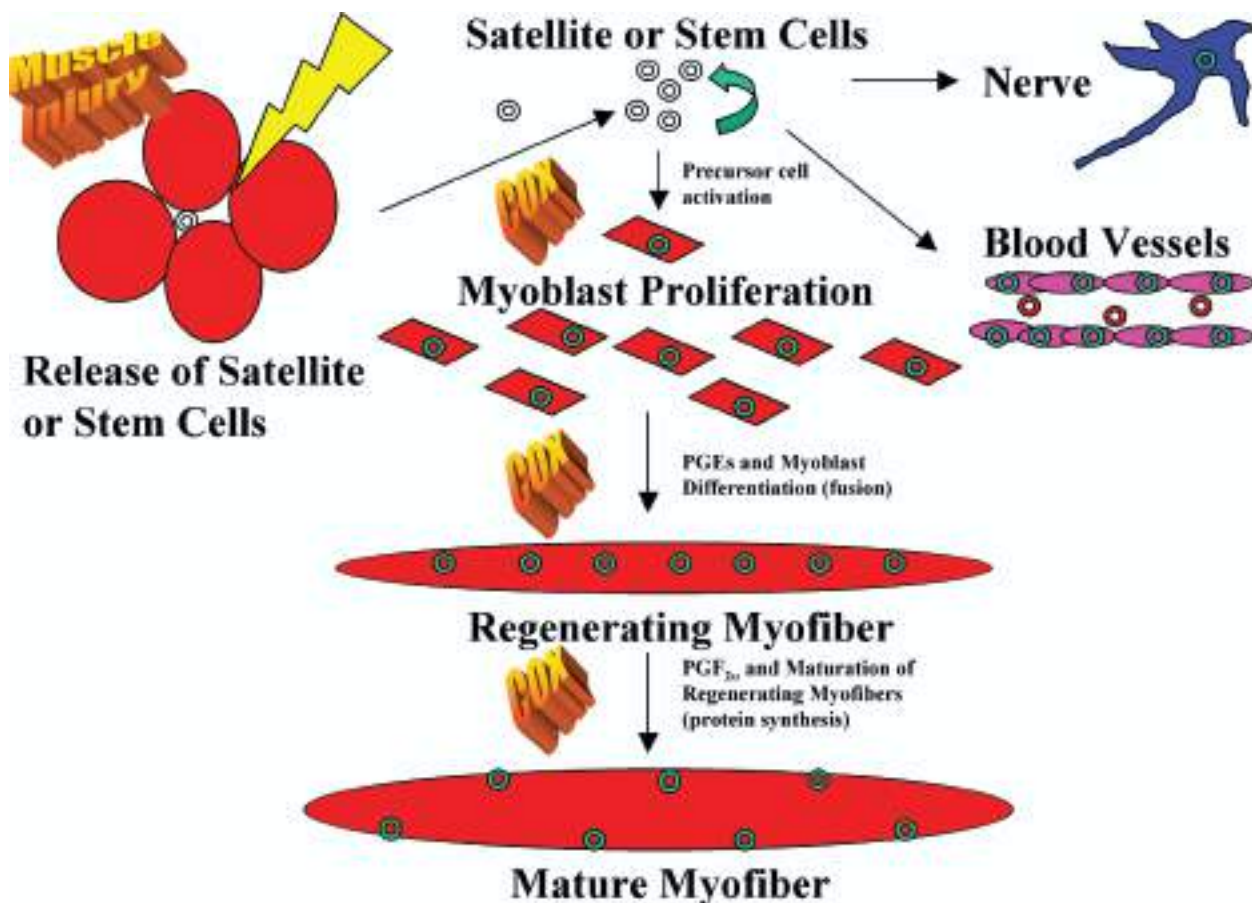 Muscle
Injury
Satellite or Stem Cells
Nerve
COX
Precursor cell
activation
Blood Vessels
Myoblast Proliferation
Release of Satellite
or Stem Cells
COX
PGEs and Myoblast
Differentiation (fusion)
Regenerating Myofiber
COX
PGF₂α and Maturation of
Regenerating Myofibers
(protein synthesis)
Mature Myofiber